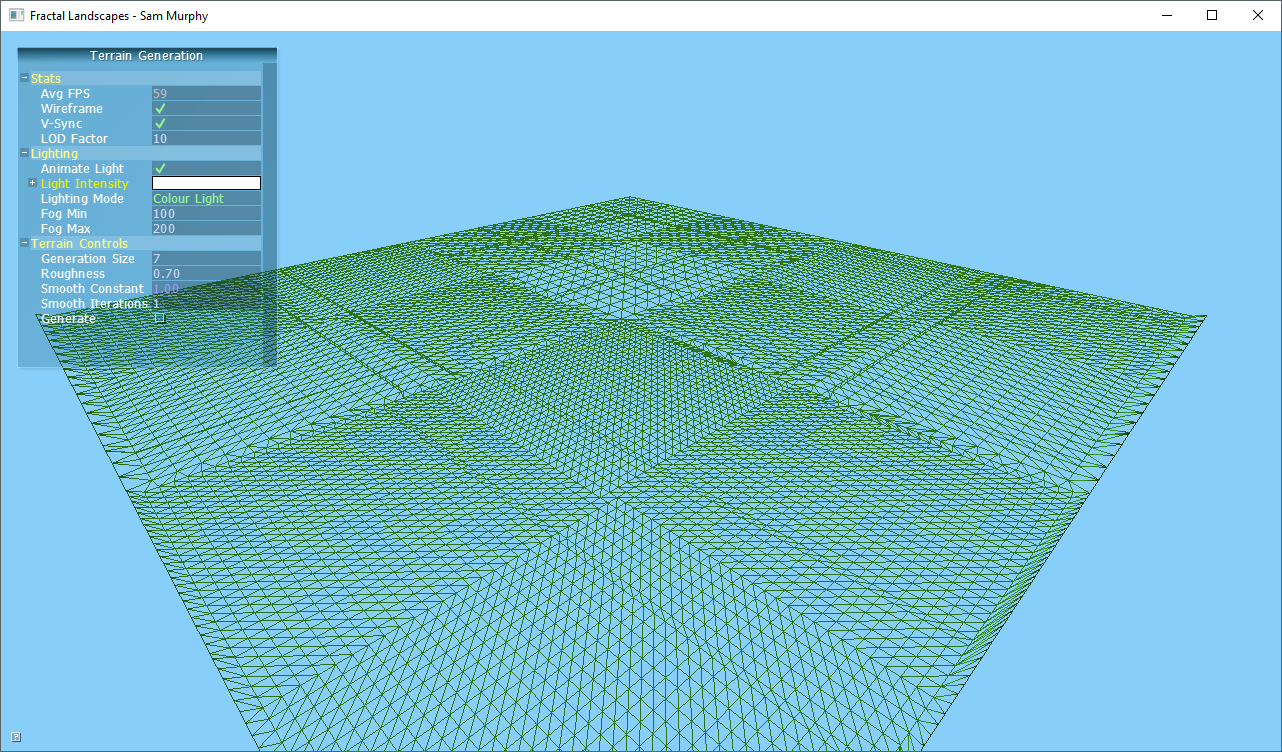 Fractal Landscapes - Sam Murphy
Terrain Generation
Stats
Avg FPS 59
Wireframe
V-Sync
LOD Factor 10
Lighting
Animate Light
Light Intensity
Lighting Mode Colour Light
Fog Min 100
Fog Max 200
Terrain Controls
Generation Size 7
Roughness 0.70
Smooth Constant 1.00
Smooth Iterations 1
Generate